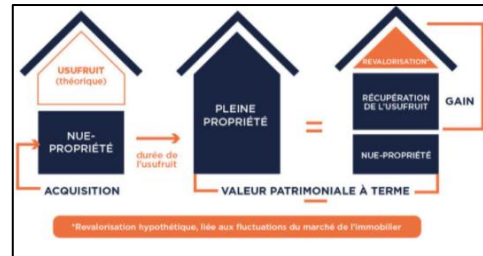 USUFRUIT
(théorique)
NUE-
PROPRIÉTÉ
ACQUISITION
durée de
l'usufruit
PLEINE
PROPRIÉTÉ
=
REVALORISATION*
RÉCUPÉRATION
DE L'USUFRUIT
NUE-PROPRIÉTÉ
GAIN
VALEUR PATRIMONIALE À TERME
*Revalorisation hypothétique, liée aux fluctuations du marché de l'immobilier